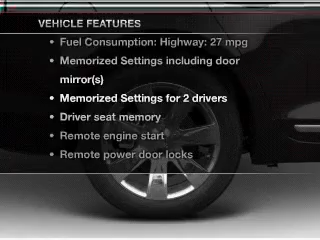 VEHICLE FEATURES
• Fuel Consumption: Highway: 27 mpg
• Memorized Settings including door
mirror(s)
• Memorized Settings for 2 drivers
• Driver seat memory
• Remote engine start
• Remote power door locks